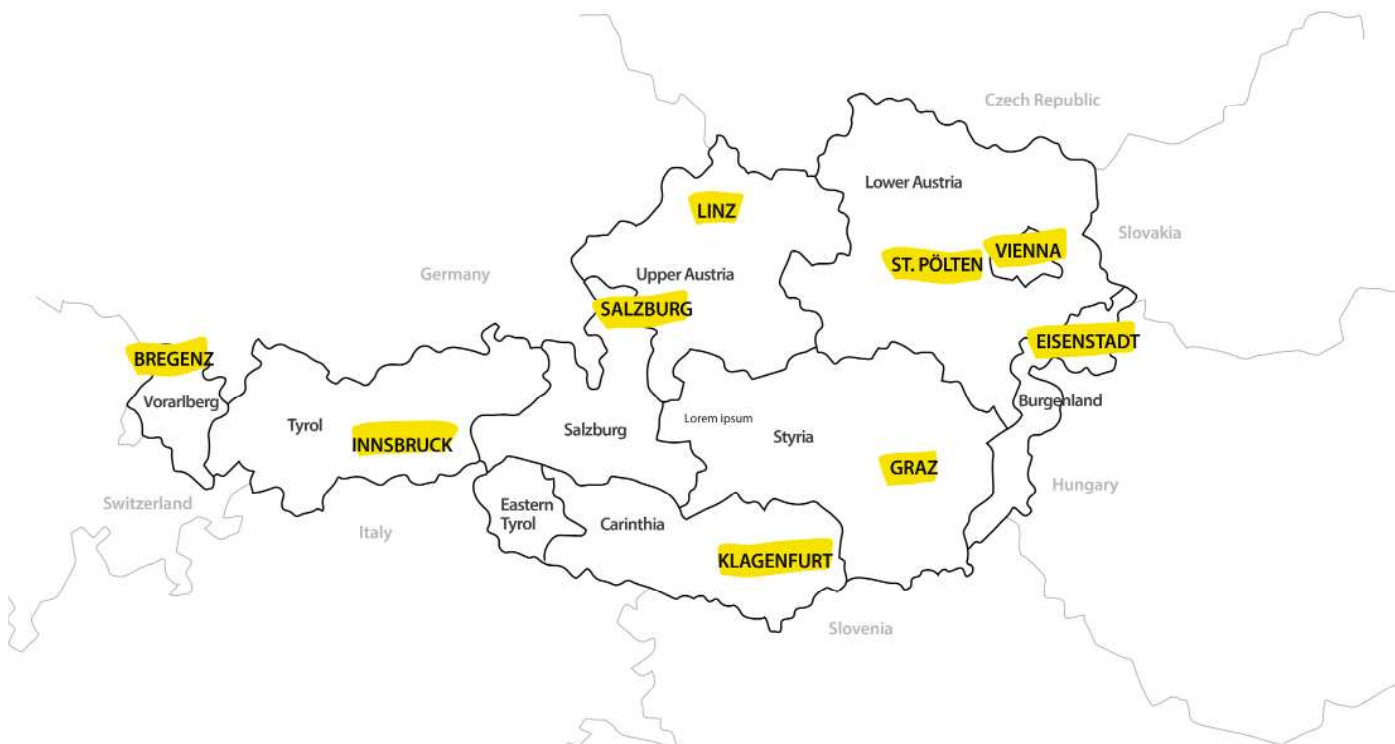 Czech Republic
Lower Austria
LINZ
Slovakia
VIENNA
ST. PÖLTEN
Germany
Upper Austria
SALZBURG
EISENSTADT
BREGENZ
Vorarlberg
Burgenland
Lorem ipsum
Tyrol
Salzburg
Styria
INNSBRUCK
GRAZ
Hungary
Switzerland
Eastern
Tyrol
Carinthia
Italy
KLAGENFURT
Slovenia